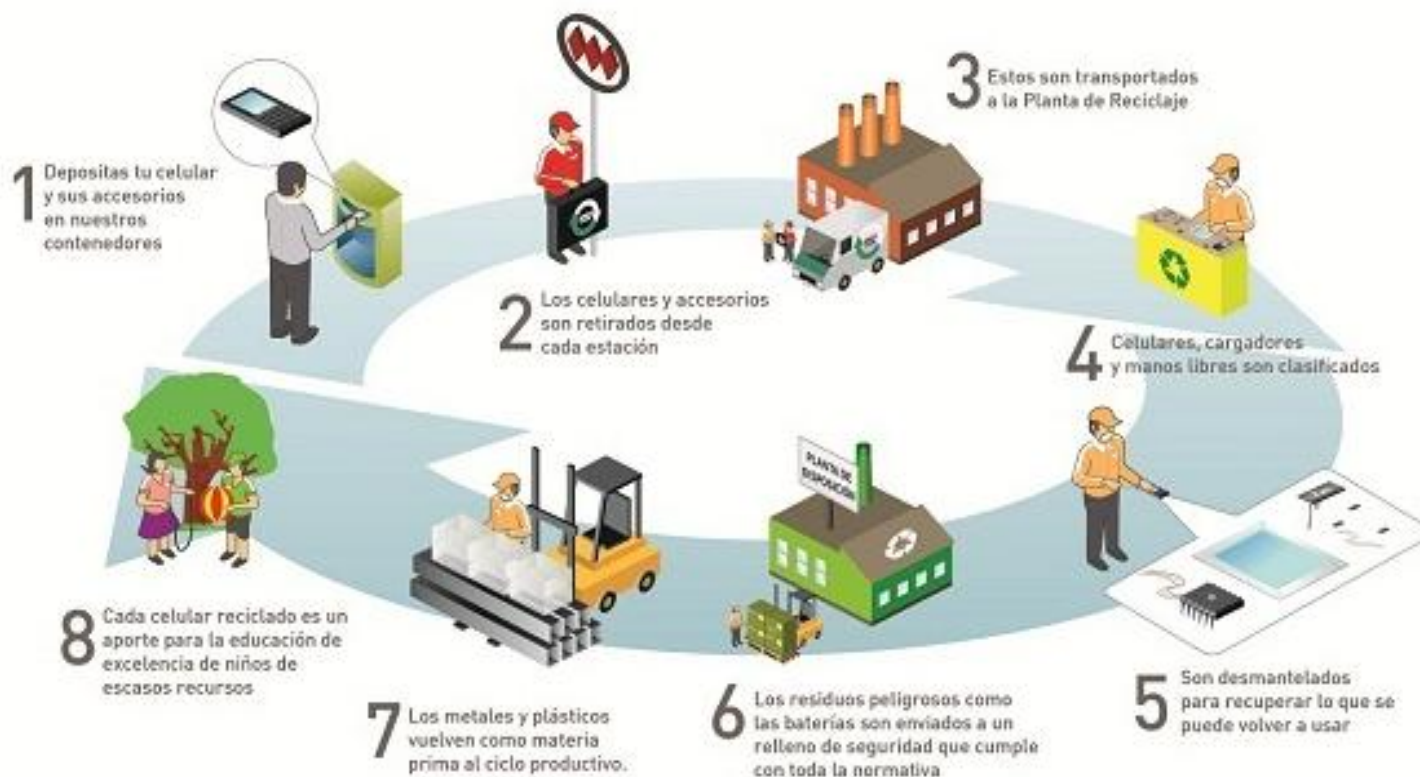 1 Depositas tu celular
y sus accesorios
en nuestros
contenedores
2 Los celulares y accesorios
son retirados desde
cada estación
3 Estos son transportados
a la Planta de Reciclaje
4 Celulares, cargadores
y manos libres son clasificados
5 Son desmantelados
para recuperar lo que se
puede volver a usar
PLANTA DE
DISPOSICIÓN
6 Los residuos peligrosos como
las baterías son enviados a un
relleno de seguridad que cumple
con toda la normativa
7 Los metales y plásticos
vuelven como materia
prima al ciclo productivo.
8 Cada celular reciclado es un
aporte para la educación de
excelencia de niños de
escasos recursos